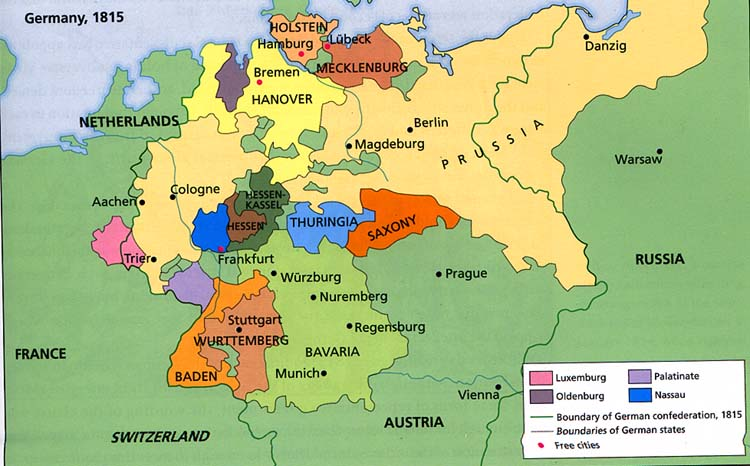 Germany, 1815
HOLSTEIN
Hamburg
Lübeck
MECKLENBURG
Danzig
Bremen
HANOVER
NETHERLANDS
Berlin
Magdeburg
PRUSSIA
Warsaw
Aachen
Cologne
HESSEN-
KASSEL
HESSEN
THURINGIA
SAXONY
Trier
Frankfurt
Würzburg
Prague
RUSSIA
Nuremberg
Stuttgart
Regensburg
WURTTEMBERG
FRANCE
BAVARIA
BADEN
Munich
Vienna
AUSTRIA
SWITZERLAND
Luxemburg
Palatinate
Oldenburg
Nassau
Boundary of German confederation, 1815
Boundaries of German states
Free cities